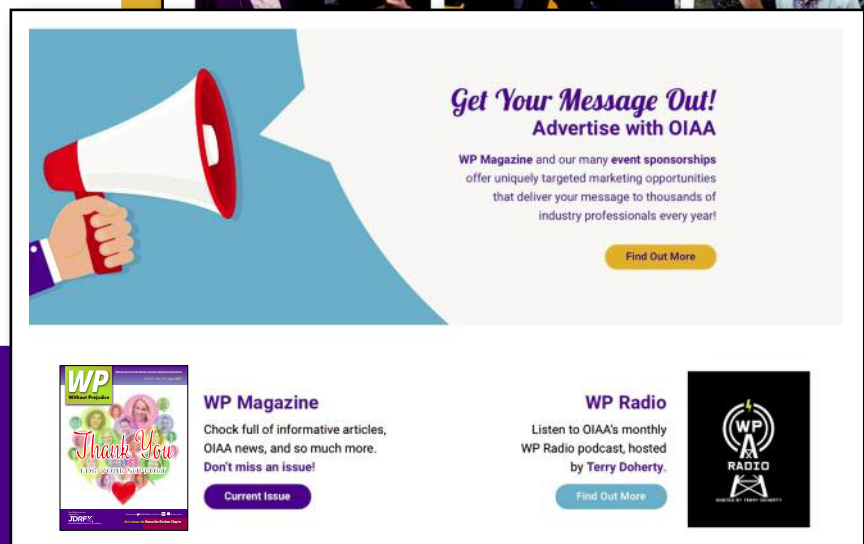 Get Your Message Out!
Advertise with OIAA
WP Magazine and our many event sponsorships
offer uniquely targeted marketing opportunities
that deliver your message to thousands of
industry professionals every year!
Find Out More
WP
Without Prejudice
Thank You
FOR YOUR SUPPORT
JDRF
WP Magazine
Chock full of informative articles,
OIAA news, and so much more.
Don't miss an issue!
Current Issue
WP Radio
Listen to OIAA's monthly
WP Radio podcast, hosted
by Terry Doherty.
Find Out More
WP
RADIO
HOSTED BY TERRY DOHERTY